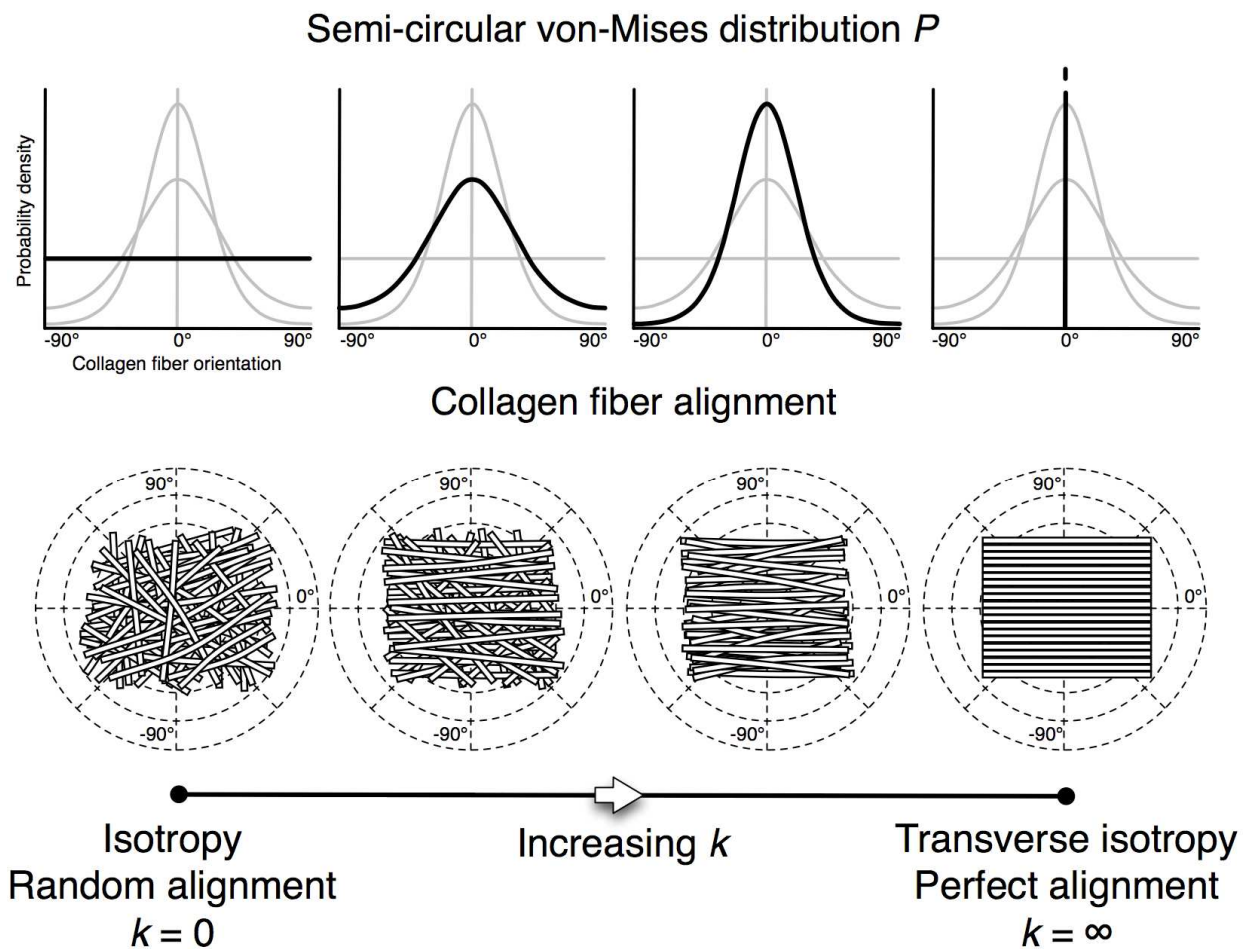 Semi-circular von-Mises distribution P
Probability density
-90° 0° 90°
-90° 0° 90°
-90° 0° 90°
-90° 0° 90°
Collagen fiber orientation
Collagen fiber alignment
90° 90° 90° 90°
0° 0° 0° 0°
-90° -90° -90° -90°
Isotropy
Random alignment
k = 0
Increasing k
Transverse isotropy
Perfect alignment
k = ∞